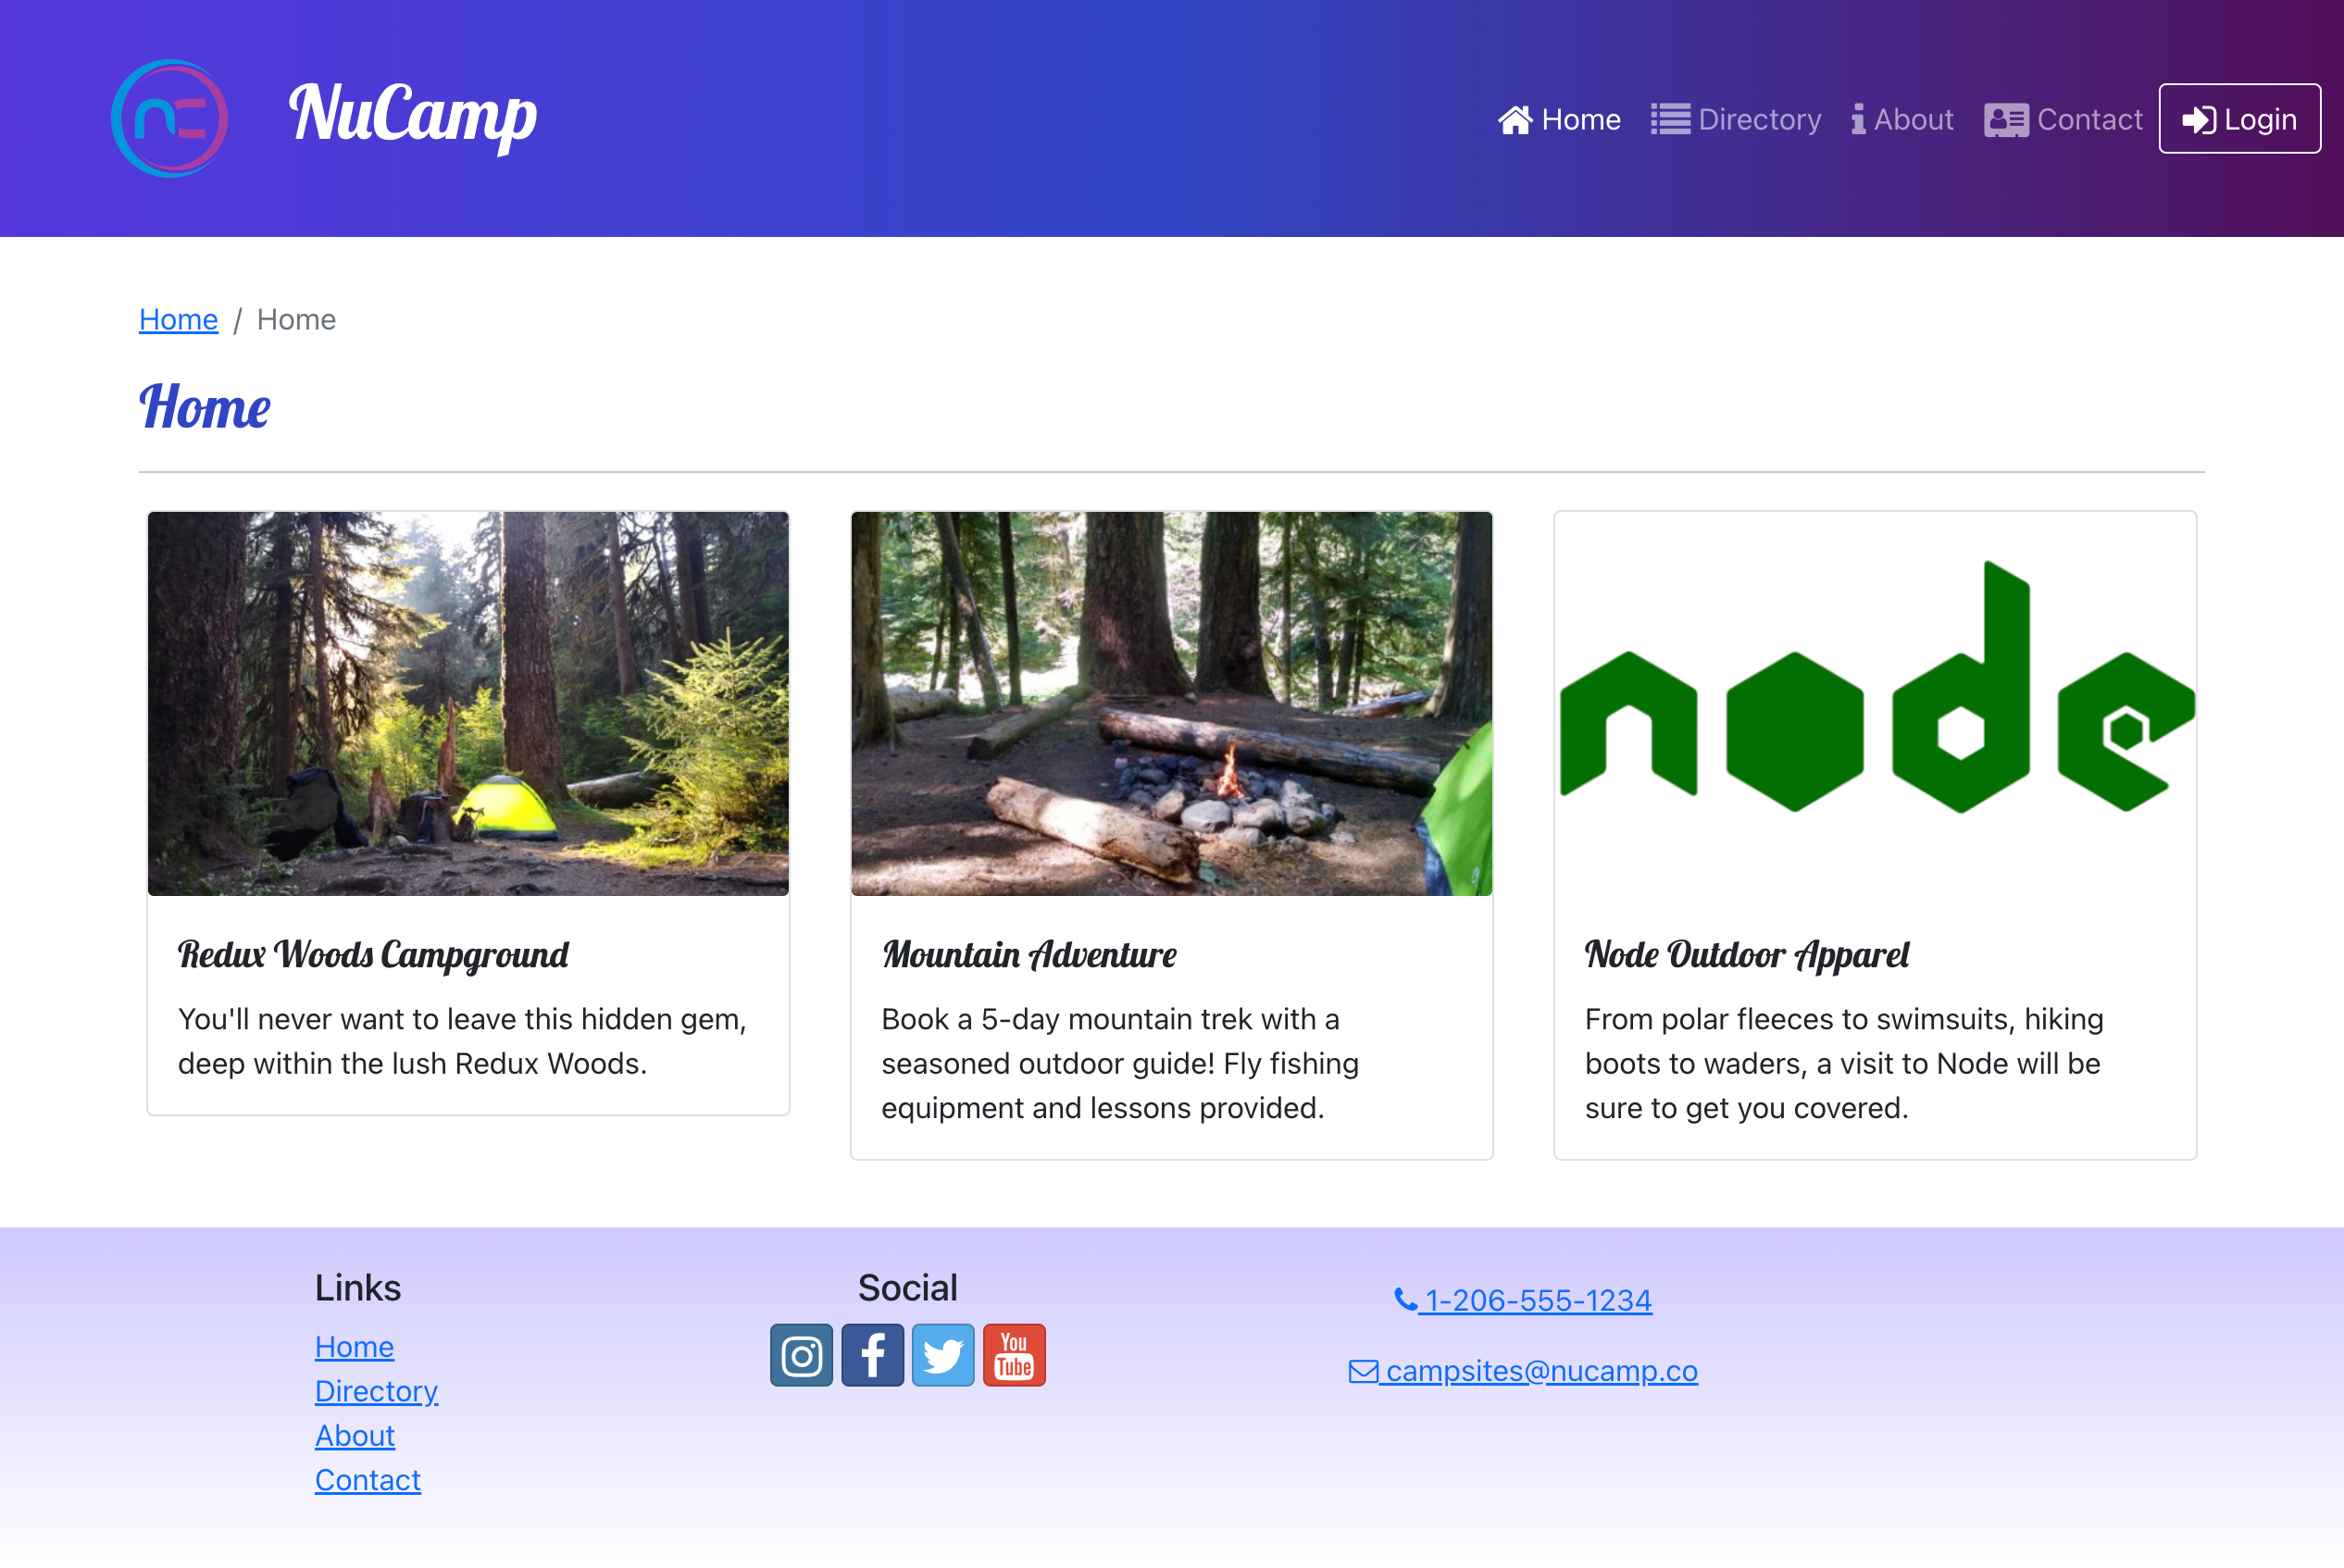 nc
NuCamp
Home Directory About Contact Login
Home / Home
Home
node
Redux Woods Campground
You'll never want to leave this hidden gem,
deep within the lush Redux Woods.
Mountain Adventure
Book a 5-day mountain trek with a
seasoned outdoor guide! Fly fishing
equipment and lessons provided.
Node Outdoor Apparel
From polar fleeces to swimsuits, hiking
boots to waders, a visit to Node will be
sure to get you covered.
Links
Home
Directory
About
Contact
Social
You
Tube
1-206-555-1234
campsites@nucamp.co